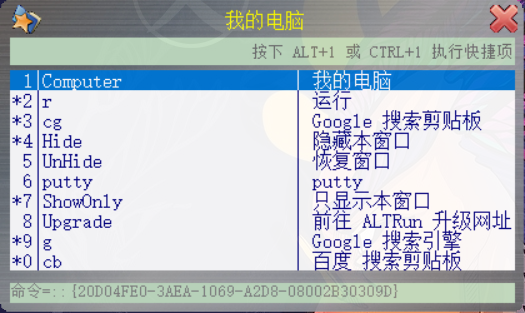 我的电脑
按下 ALT+1 或 CTRL+1 执行快捷项
1 Computer 我的电脑
*2 r 运行
*3 cg Google 搜索剪贴板
*4 Hide 隐藏本窗口
5 UnHide 恢复窗口
6 putty putty
*7 ShowOnly 只显示本窗口
8 Upgrade 前往 ALTRun 升级网址
*9 g Google 搜索引擎
*0 cb 百度 搜索剪贴板
命令=::{20D04FE0-3AEA-1069-A2D8-08002B30309D}